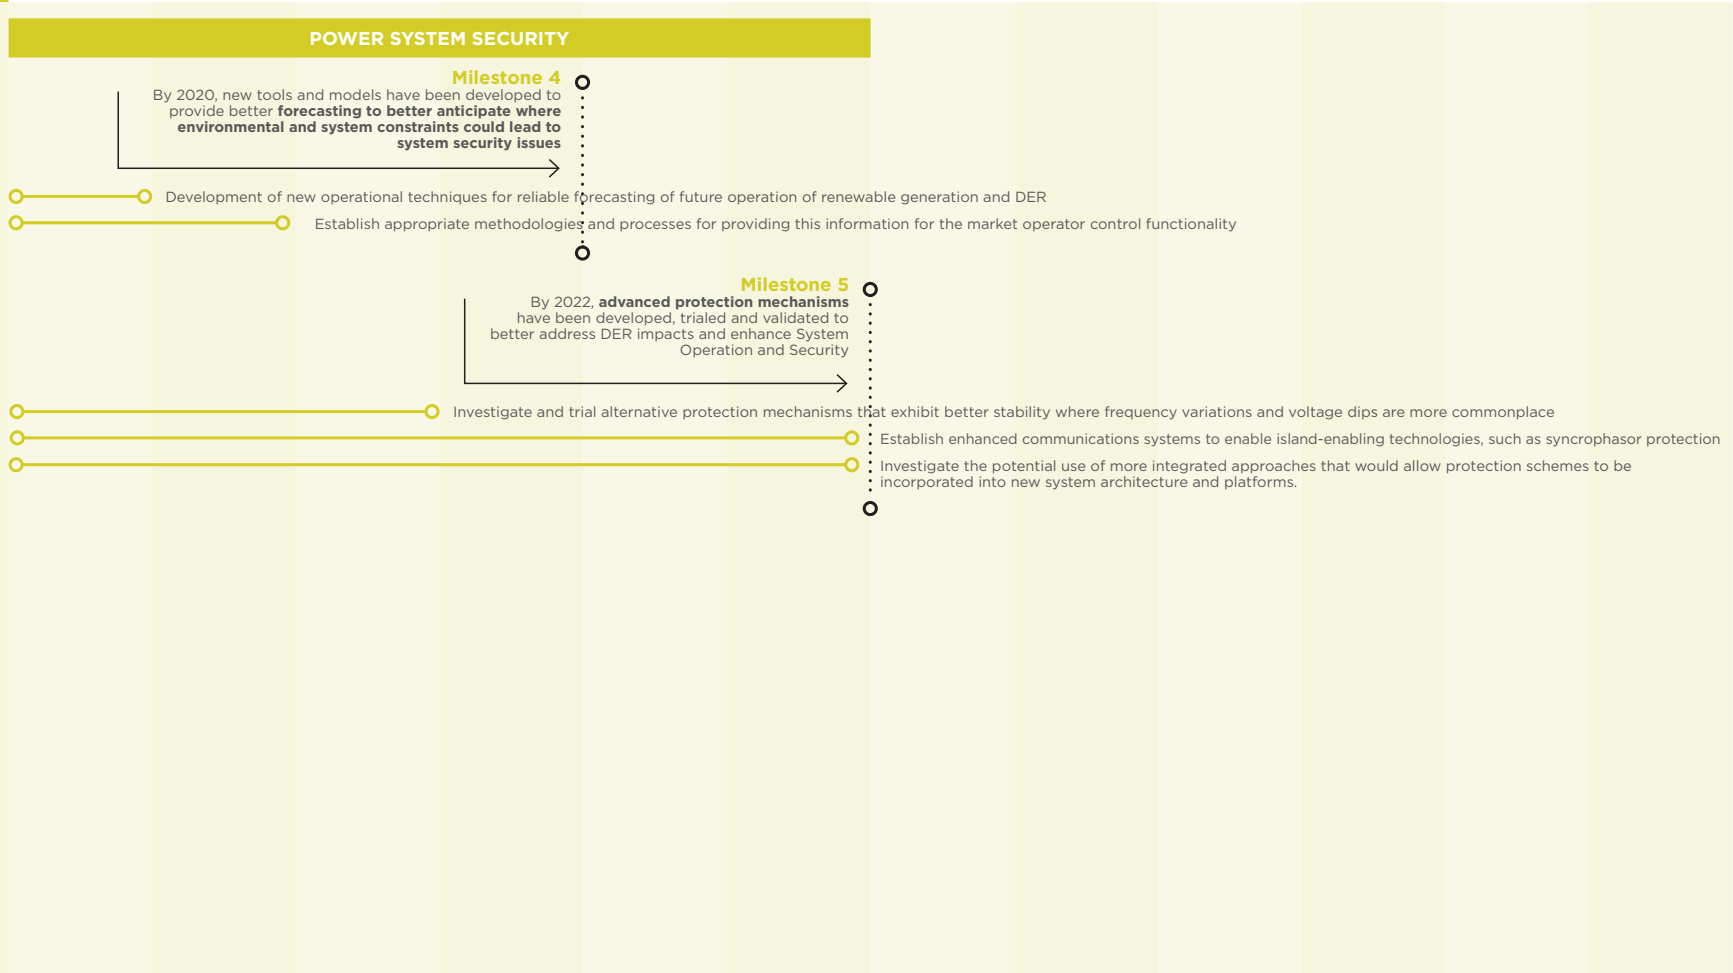 POWER SYSTEM SECURITY
Milestone 4
By 2020, new tools and models have been developed to
provide better forecasting to better anticipate where
environmental and system constraints could lead to
system security issues
Development of new operational techniques for reliable forecasting of future operation of renewable generation and DER
Establish appropriate methodologies and processes for providing this information for the market operator control functionality
Milestone 5
By 2022, advanced protection mechanisms
have been developed, trialed and validated to
better address DER impacts and enhance System
Operation and Security
Investigate and trial alternative protection mechanisms that exhibit better stability where frequency variations and voltage dips are more commonplace
Establish enhanced communications systems to enable island-enabling technologies, such as syncrophasor protection
Investigate the potential use of more integrated approaches that would allow protection schemes to be
incorporated into new system architecture and platforms.